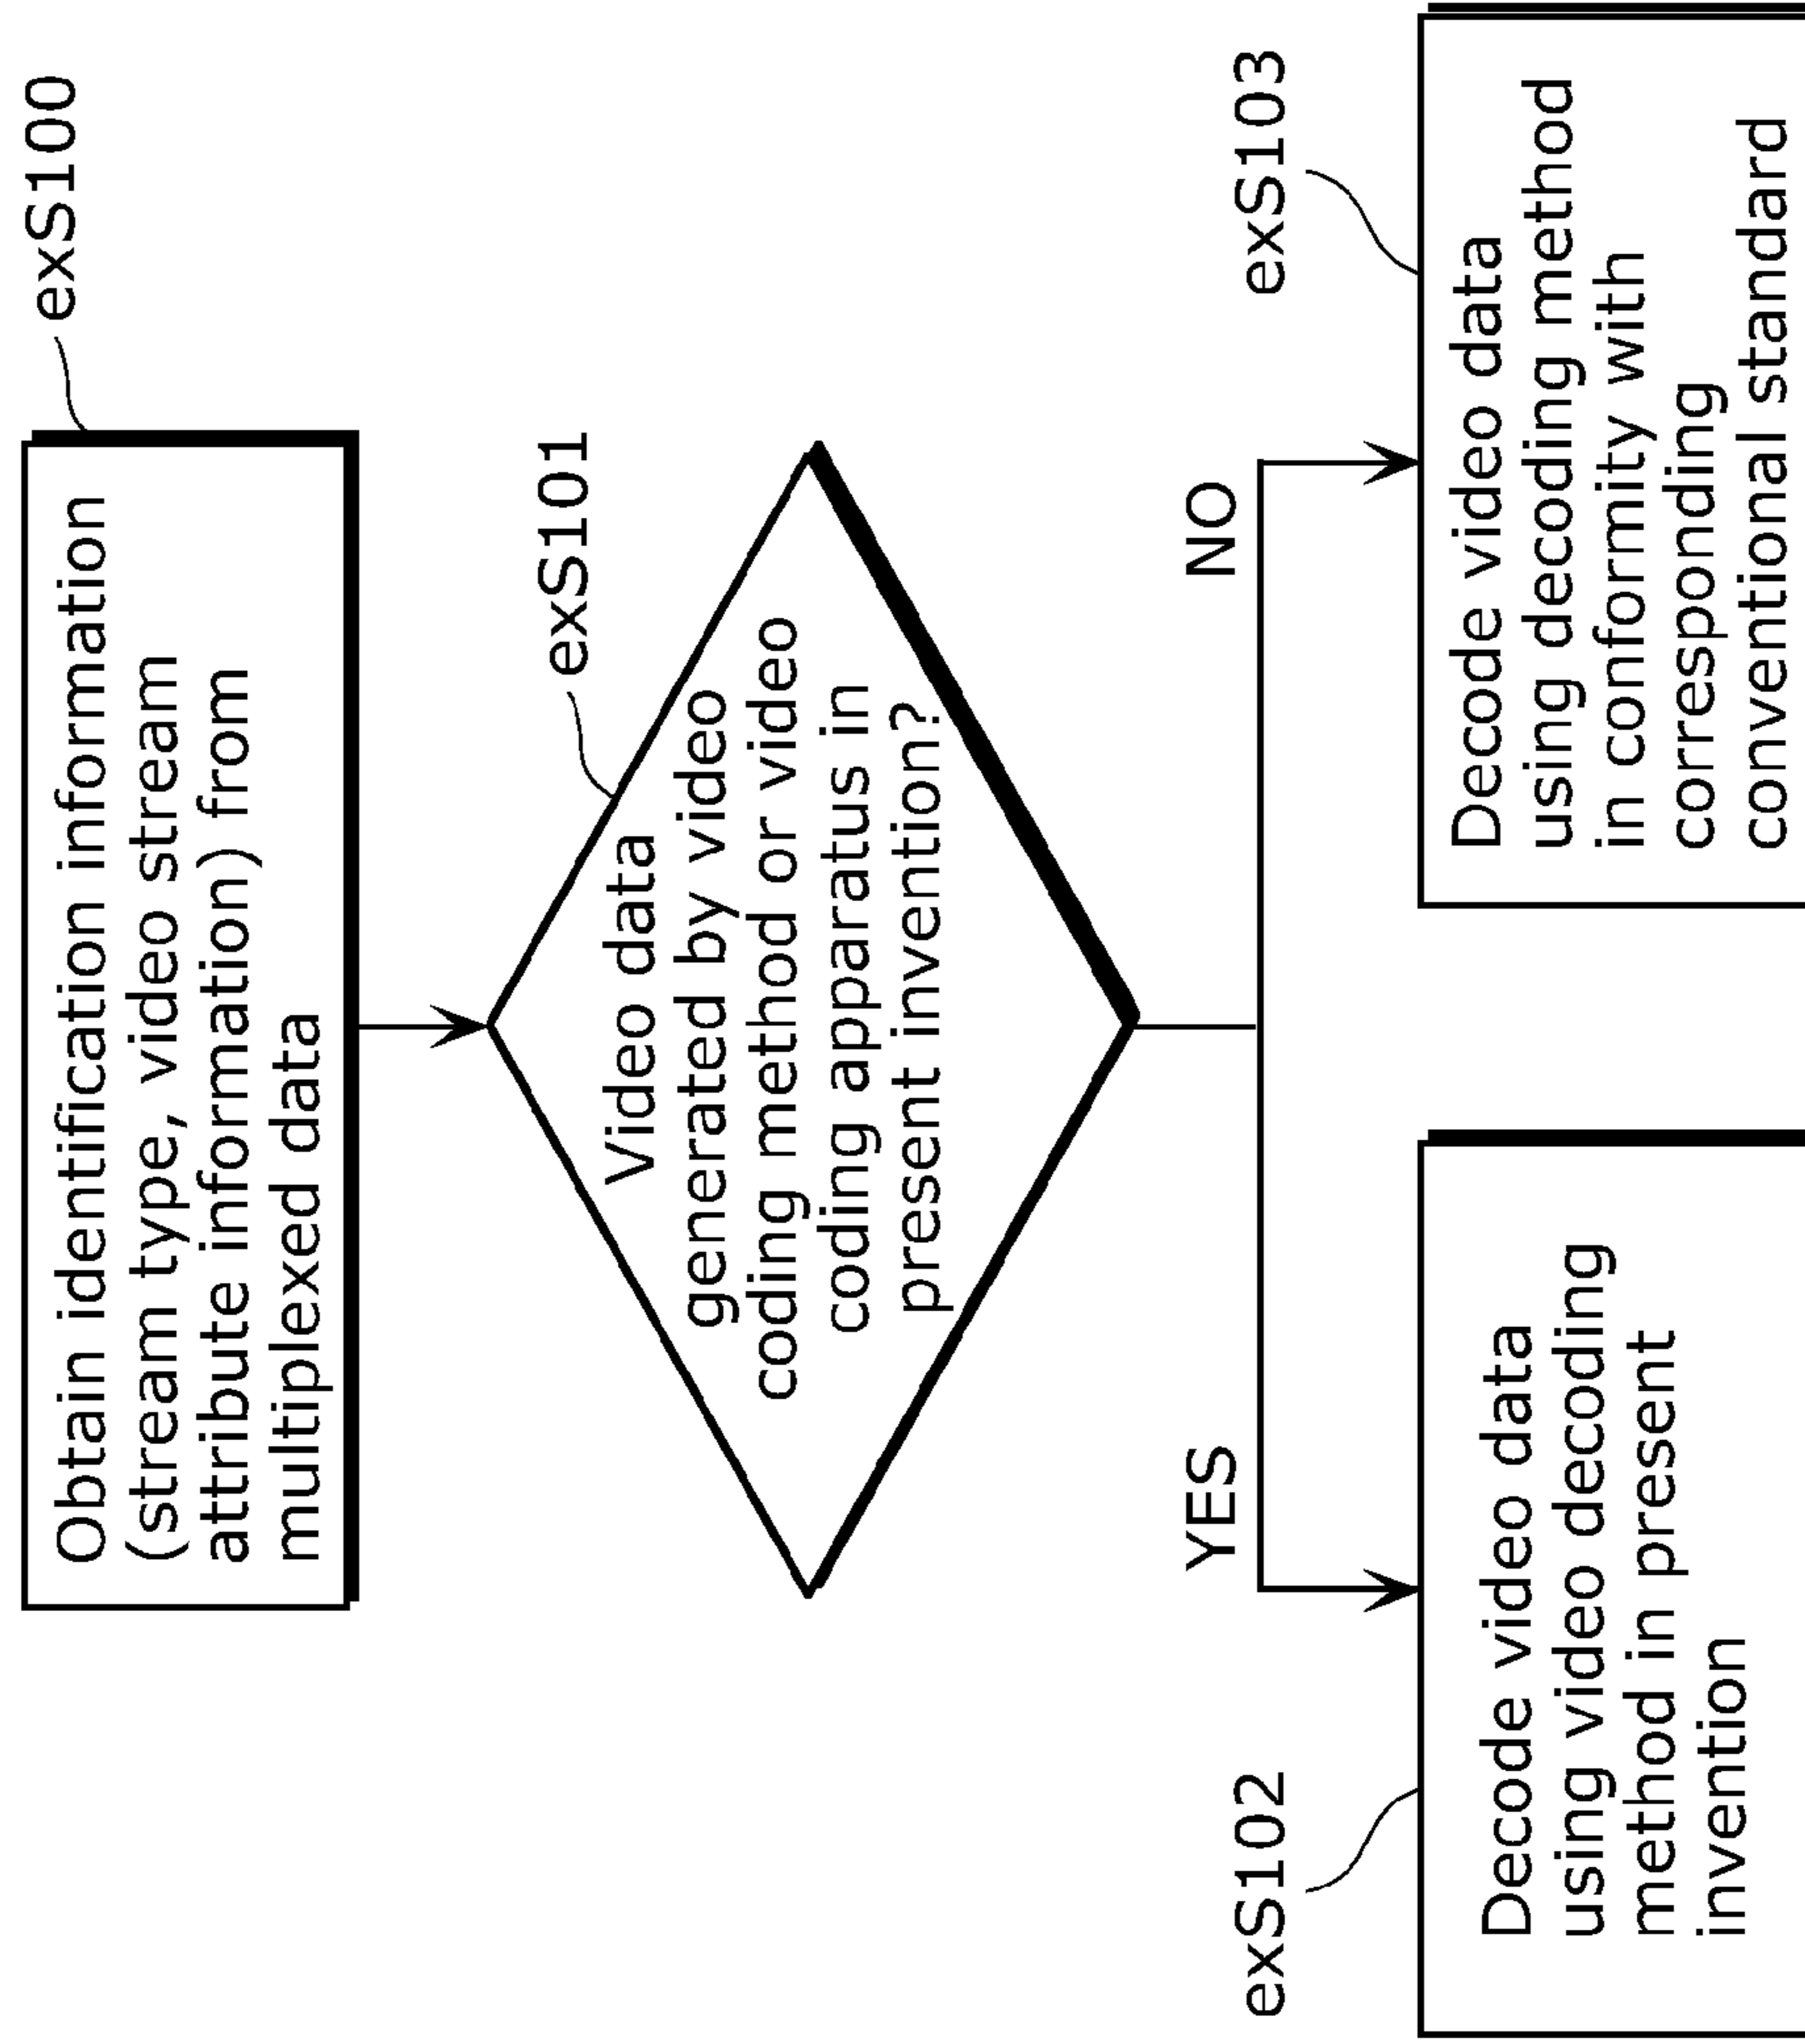 exS100
Obtain identification information
(stream type, video stream
attribute information) from
multiplexed data
exS101
Video data
generated by video
coding method or video
coding apparatus in
present invention?
YES
NO
exS102
Decode video data
using video decoding
method in present
invention
exS103
Decode video data
using decoding method
in conformity with
corresponding
conventional standard